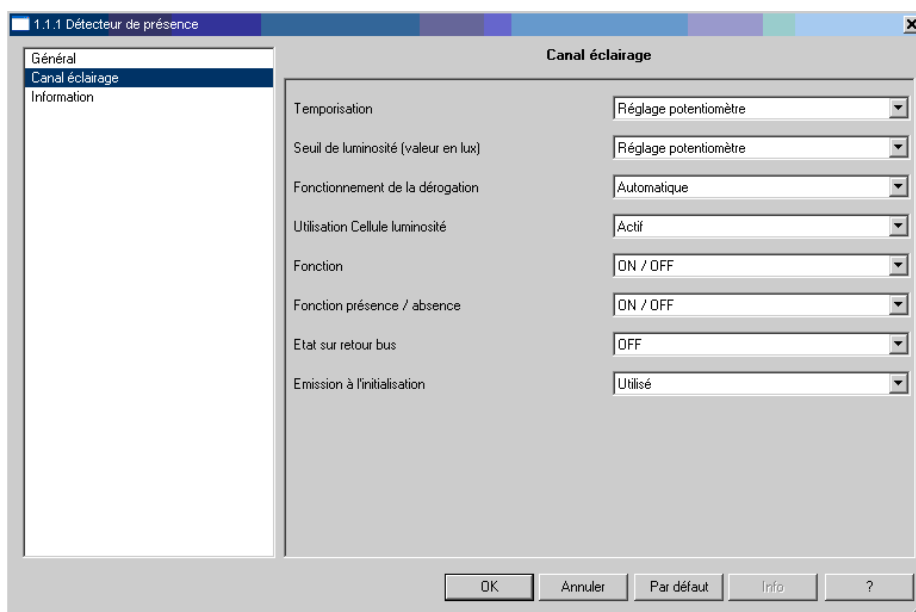 1.1.1 Détecteur de présence
Général
Canal éclairage
Information
Canal éclairage
Temporisation Réglage potentiomètre
Seuil de luminosité (valeur en lux) Réglage potentiomètre
Fonctionnement de la dérogation Automatique
Utilisation Cellule luminosité Actif
Fonction ON / OFF
Fonction présence / absence ON / OFF
Etat sur retour bus OFF
Emission à l'initialisation Utilisé
OK Annuler Par défaut Info ?